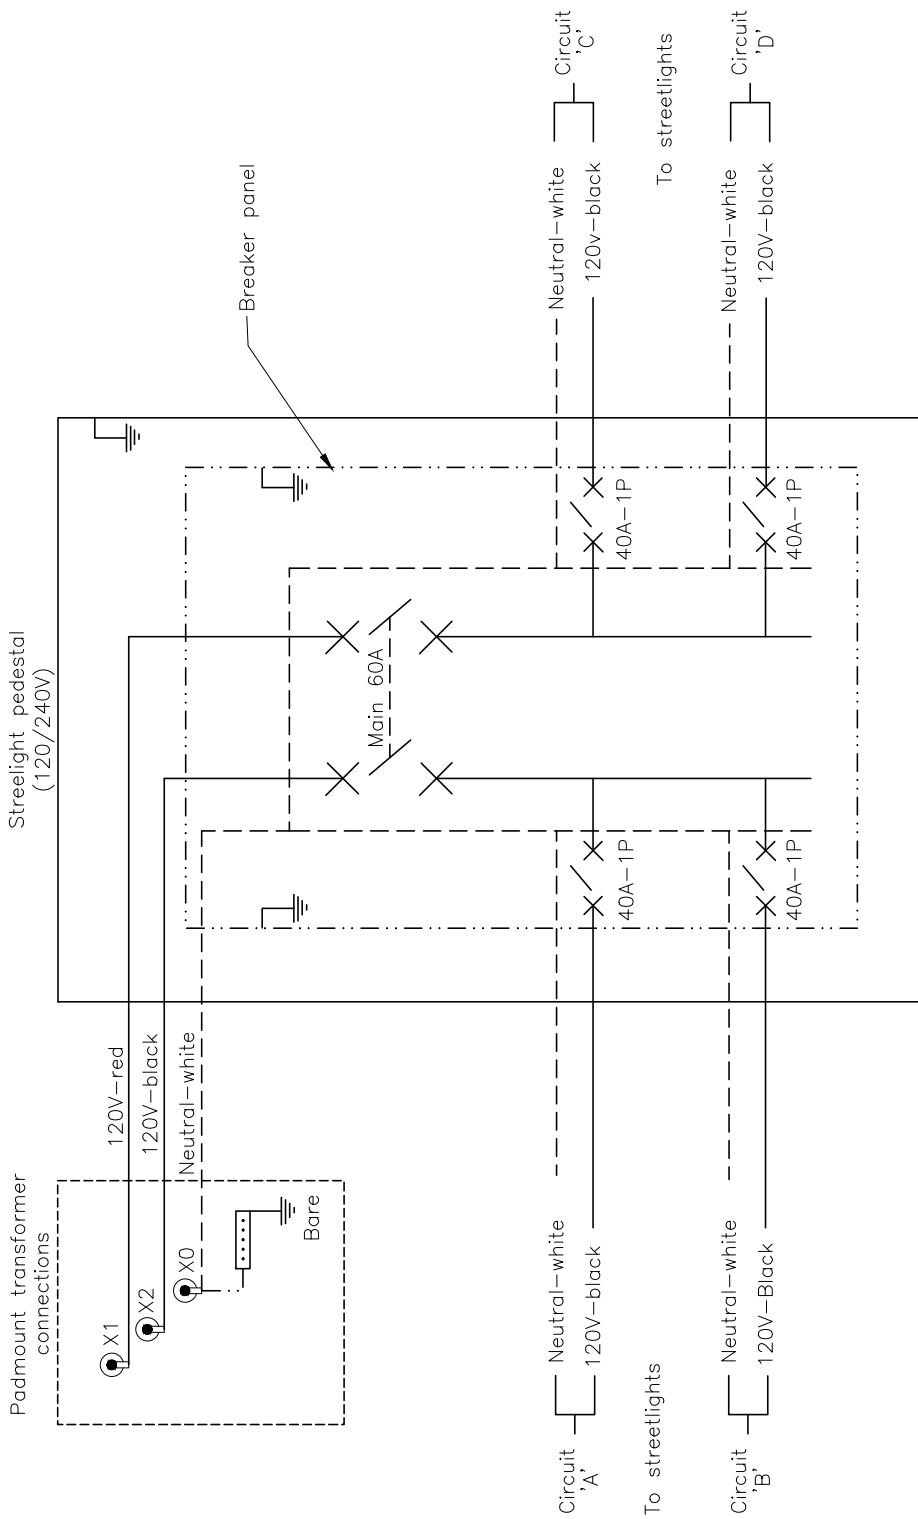 Padmount transformer
connections
X1
X2
X0
Bare
120V-red
120V-black
Neutral-white
Streelight pedestal
(120/240V)
Breaker panel
Main 60A
40A-1P
40A-1P
40A-1P
40A-1P
Circuit
'A'
Neutral-white
120V-black
To streetlights
Circuit
'B'
Neutral-white
120V-Black
Circuit
'C'
Neutral-white
120v-black
To streetlights
Circuit
'D'
Neutral-white
120V-black